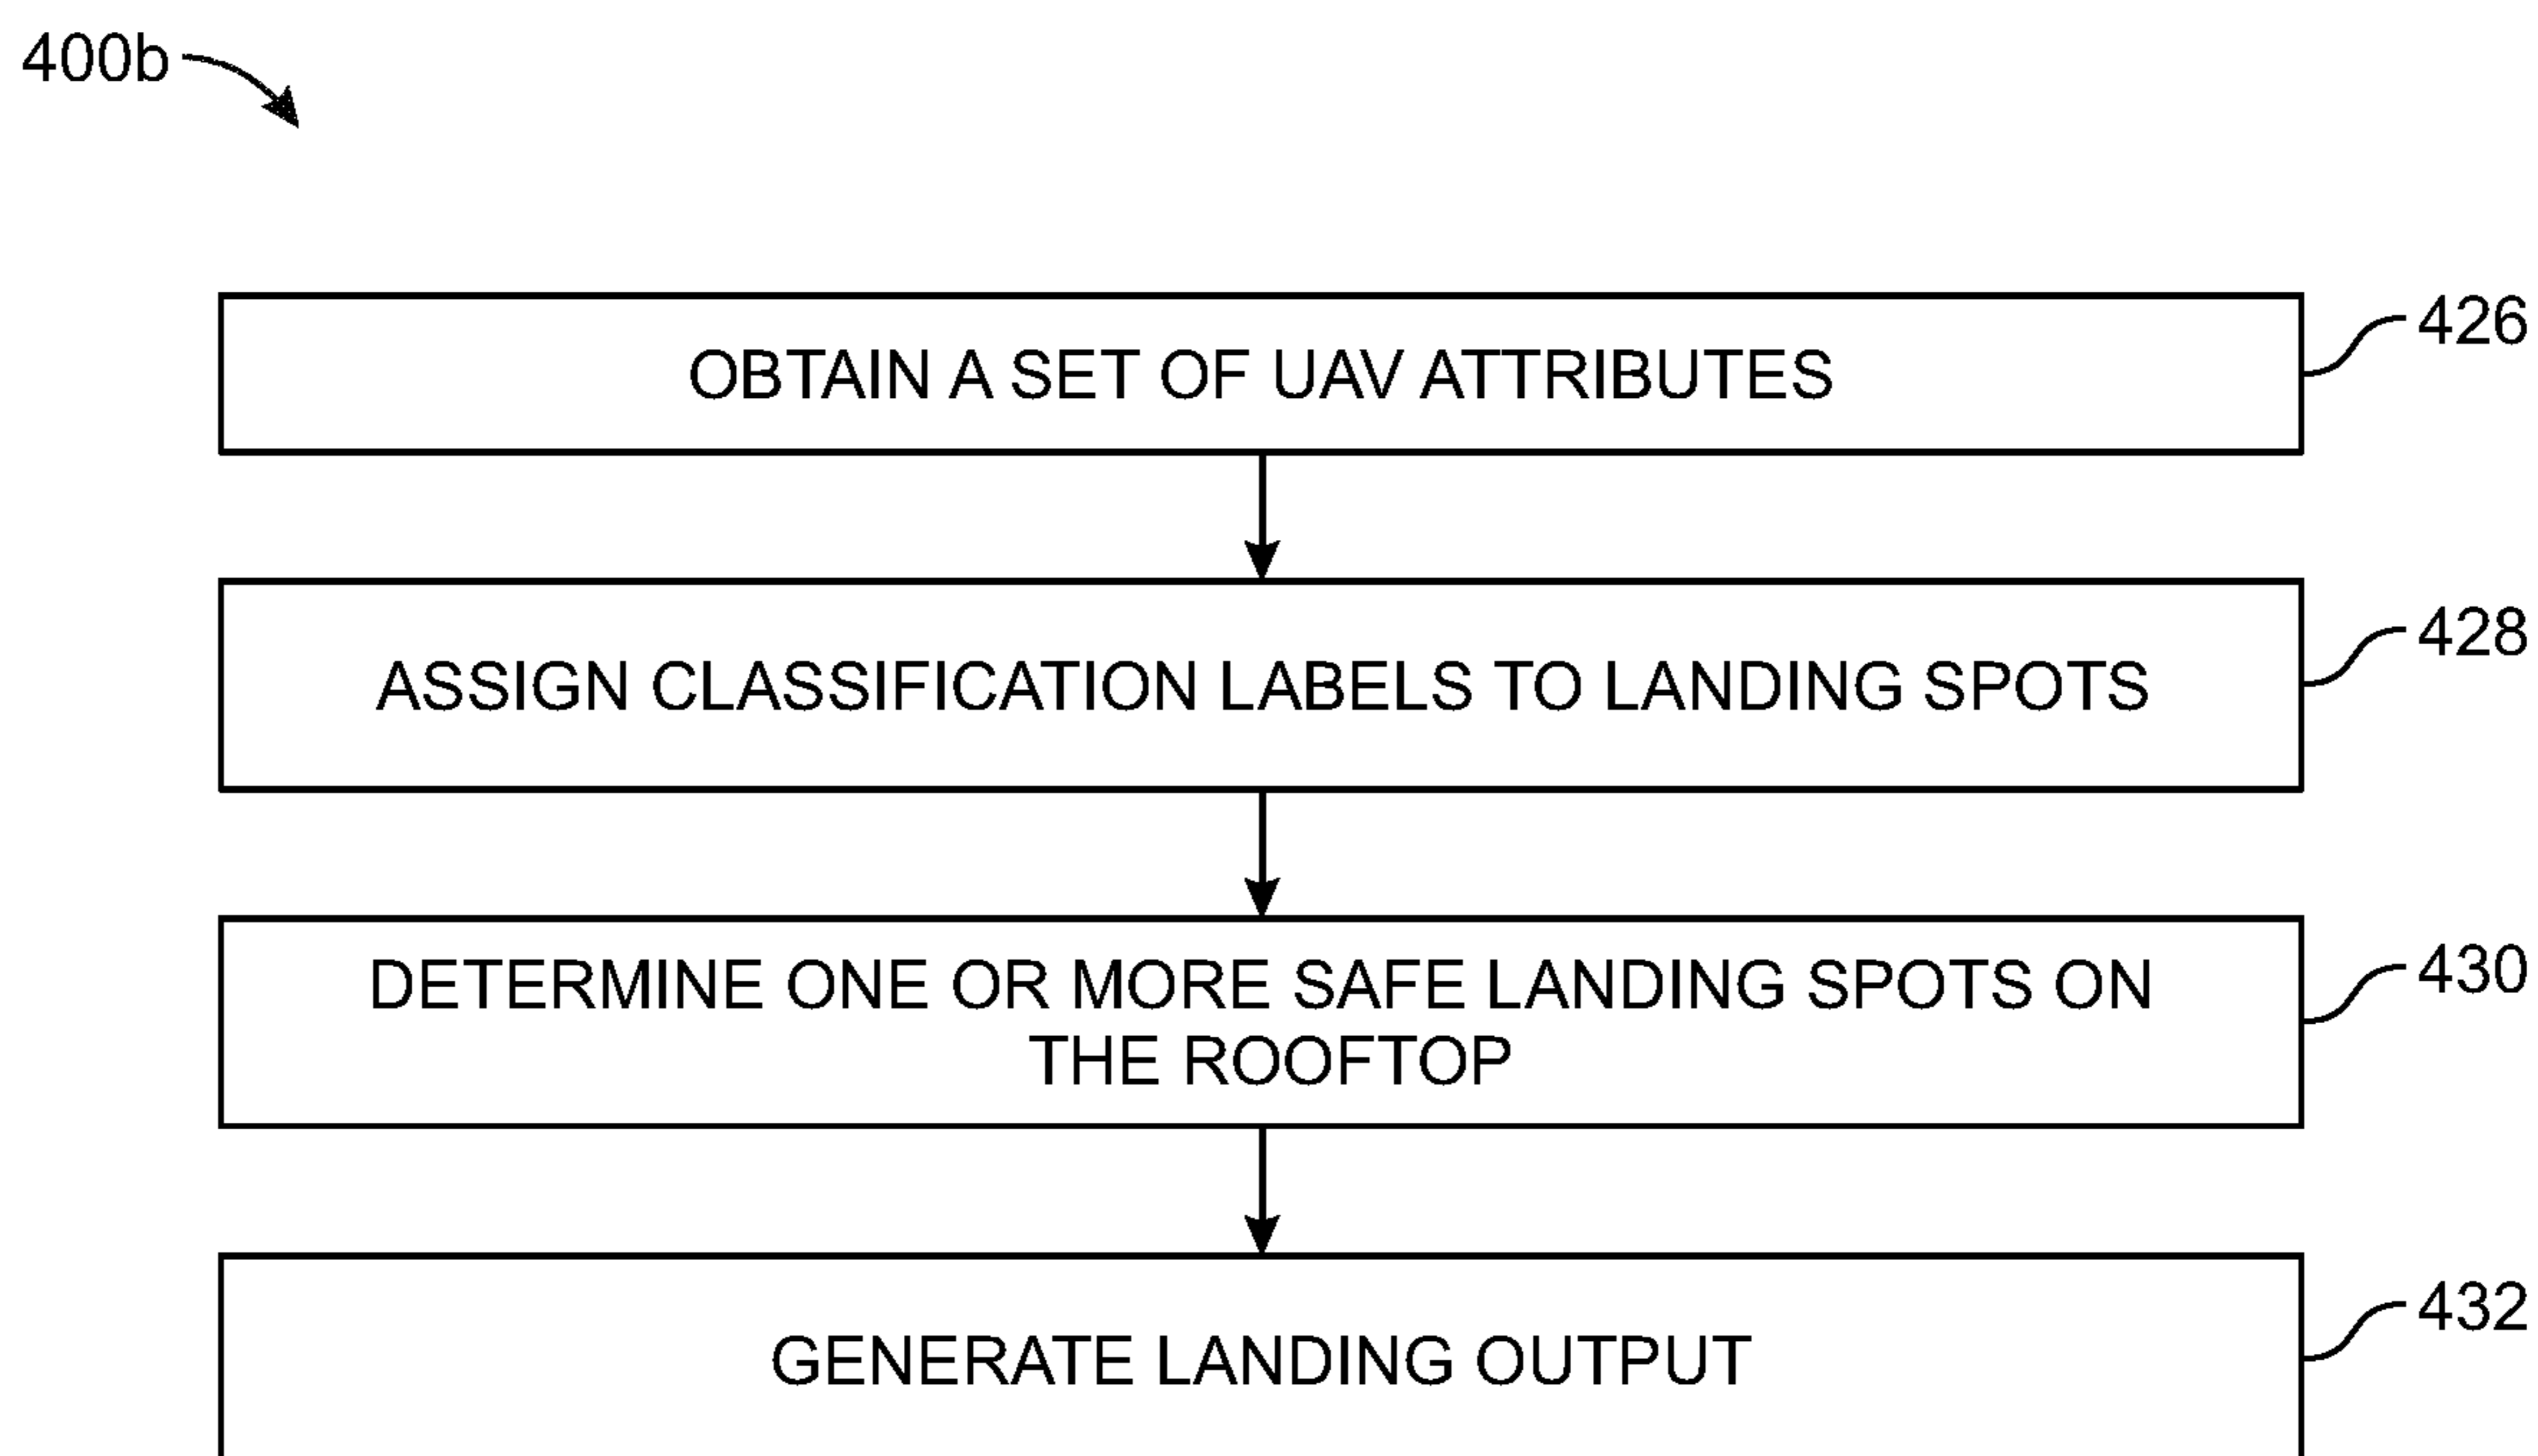 400b
OBTAIN A SET OF UAV ATTRIBUTES
426
ASSIGN CLASSIFICATION LABELS TO LANDING SPOTS
428
DETERMINE ONE OR MORE SAFE LANDING SPOTS ON
THE ROOFTOP
430
GENERATE LANDING OUTPUT
432